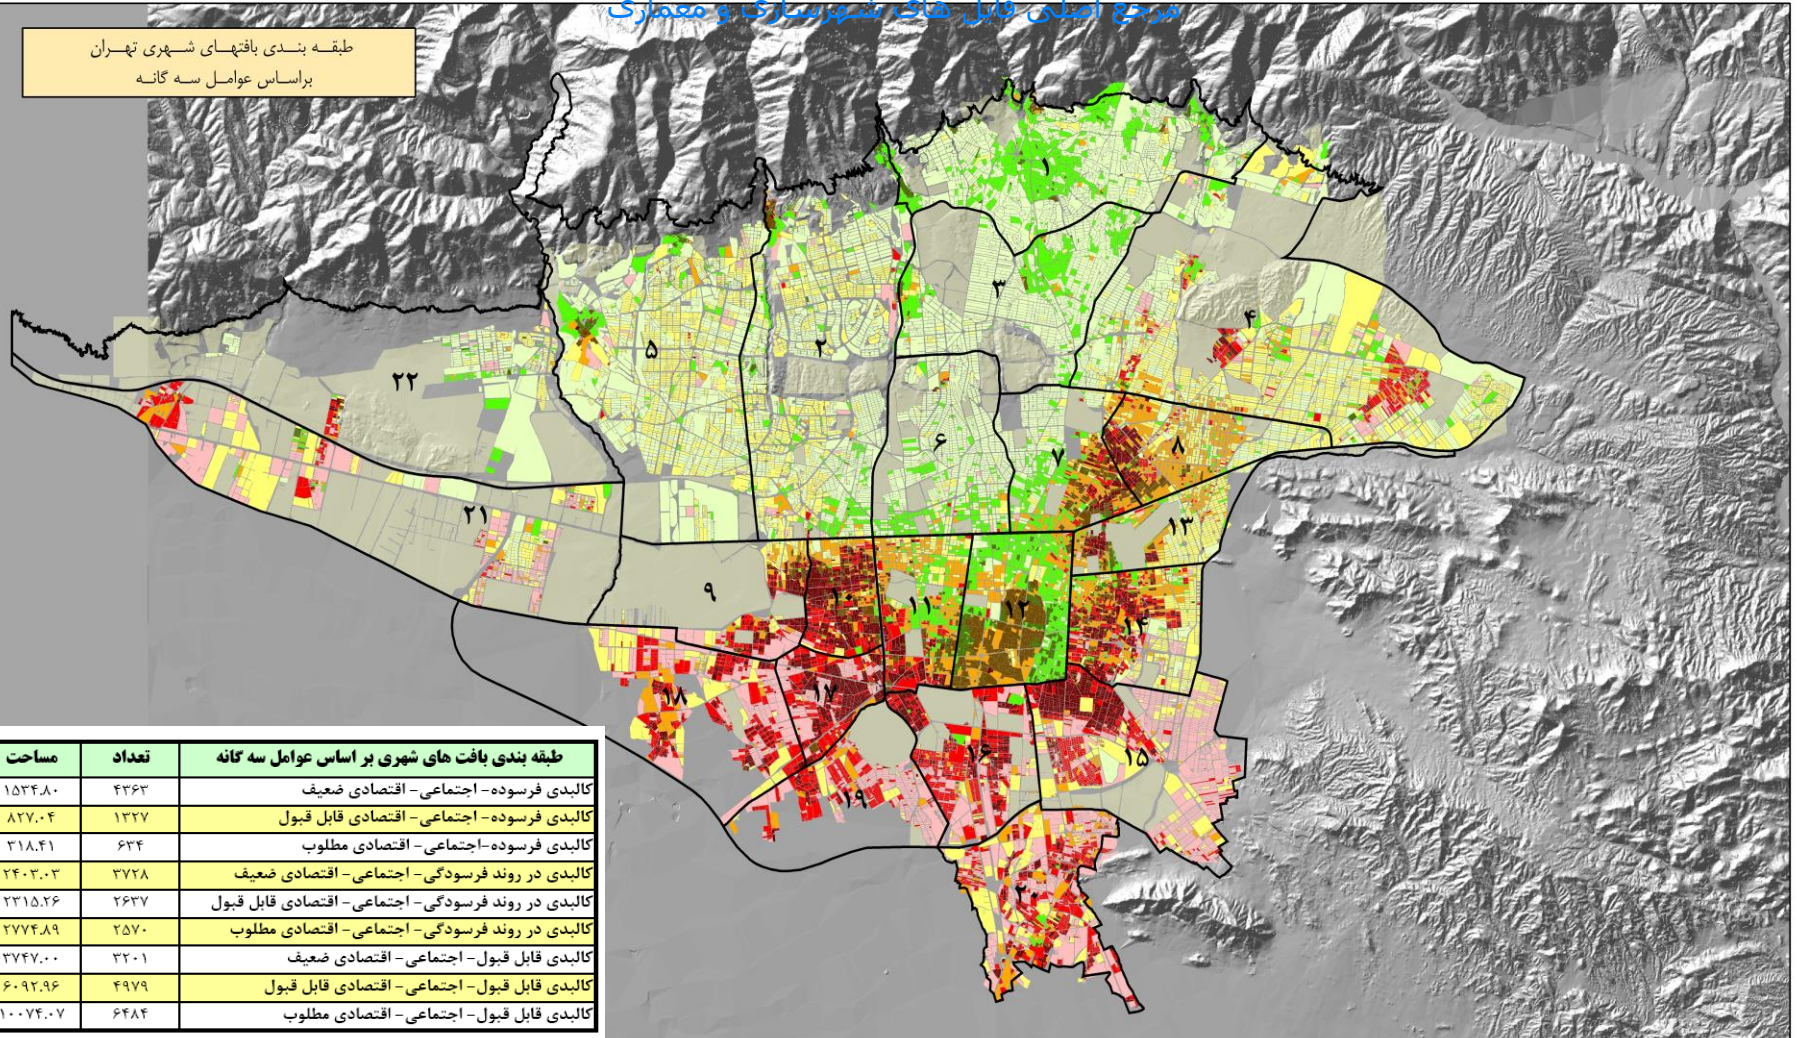 مرجع اصلی فایل های شهرسازی و معماری
طبقه بندی بافتهای شهری تهران
براساس عوامل سه گانه
۱
۲
۳
۴
۵
۶
۷
۸
۹
۱۰
۱۱
۱۲
۱۳
۱۴
۱۵
۱۶
۱۷
۱۸
۱۹
۲۰
۲۱
۲۲
طبقه بندی بافت های شهری بر اساس عوامل سه گانه تعداد مساحت
کالبدی فرسوده- اجتماعی- اقتصادی ضعیف ۴۳۶۳ ۱۵۳۴.۸۰
کالبدی فرسوده- اجتماعی- اقتصادی قابل قبول ۱۳۲۷ ۸۲۷.۰۴
کالبدی فرسوده-اجتماعی- اقتصادی مطلوب ۶۳۴ ۳۱۸.۴۱
کالبدی در روند فرسودگی- اجتماعی- اقتصادی ضعیف ۳۷۲۸ ۲۴۰۳.۰۳
کالبدی در روند فرسودگی- اجتماعی- اقتصادی قابل قبول ۲۶۳۷ ۲۳۱۵.۲۶
کالبدی در روند فرسودگی- اجتماعی- اقتصادی مطلوب ۲۵۷۰ ۲۷۷۴.۸۹
کالبدی قابل قبول- اجتماعی- اقتصادی ضعیف ۳۲۰۱ ۳۷۴۷.۰۰
کالبدی قابل قبول- اجتماعی- اقتصادی قابل قبول ۴۹۷۹ ۶۰۹۲.۹۶
کالبدی قابل قبول- اجتماعی- اقتصادی مطلوب ۶۴۸۴ ۱۰۰۷۴.۰۷